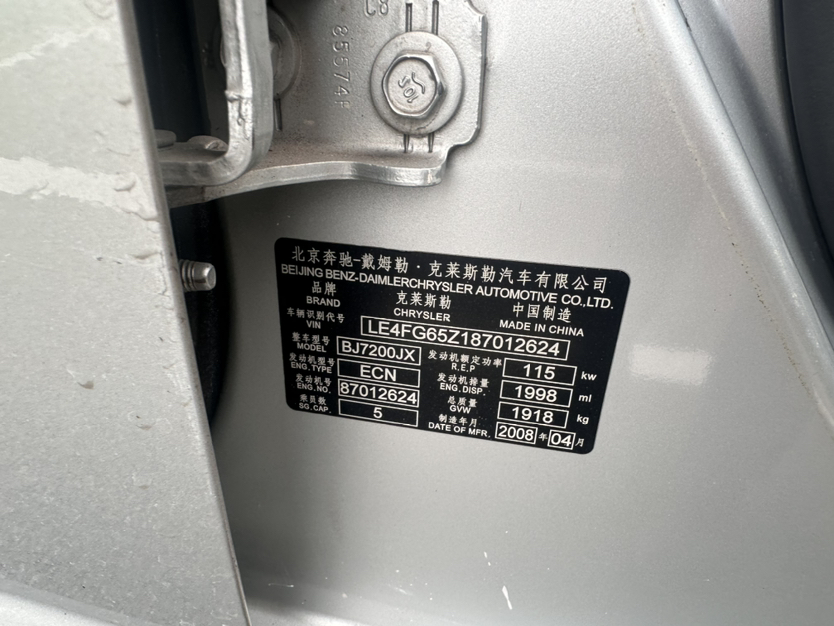 85574F
北京奔驰-戴姆勒·克莱斯勒汽车有限公司
BEIJING BENZ-DAIMLERCHRYSLER AUTOMOTIVE CO.,LTD.
品牌 克莱斯勒 中国制造
BRAND CHRYSLER MADE IN CHINA
车辆识别代号
VIN LE4FG65Z187012624
整车型号
MODEL BJ7200JX
发动机额定功率
R.E.P 115 kw
发动机型号
ENG.TYPE ECN
发动机排量
ENG.DISP. 1998 ml
发动机号
ENG.NO. 87012624
总质量
GVW 1918 kg
乘员数
SG.CAP. 5
制造年月
DATE OF MFR. 2008 年 04 月